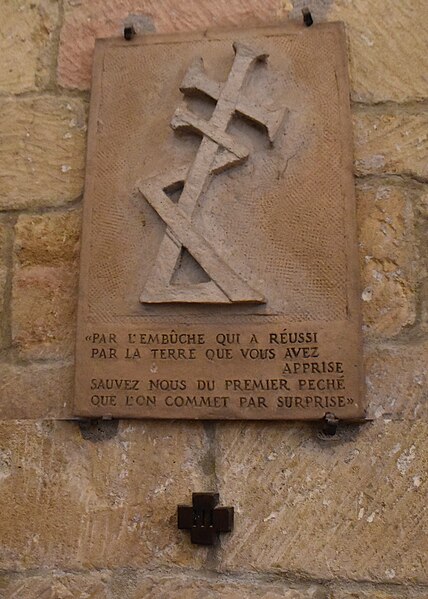 «PAR L'EMBÛCHE QUI A RÉUSSI
PAR LA TERRE QUE VOUS AVEZ
APPRISE
SAUVEZ NOUS DU PREMIER PECHÉ
QUE L'ON COMMET PAR SURPRISE»